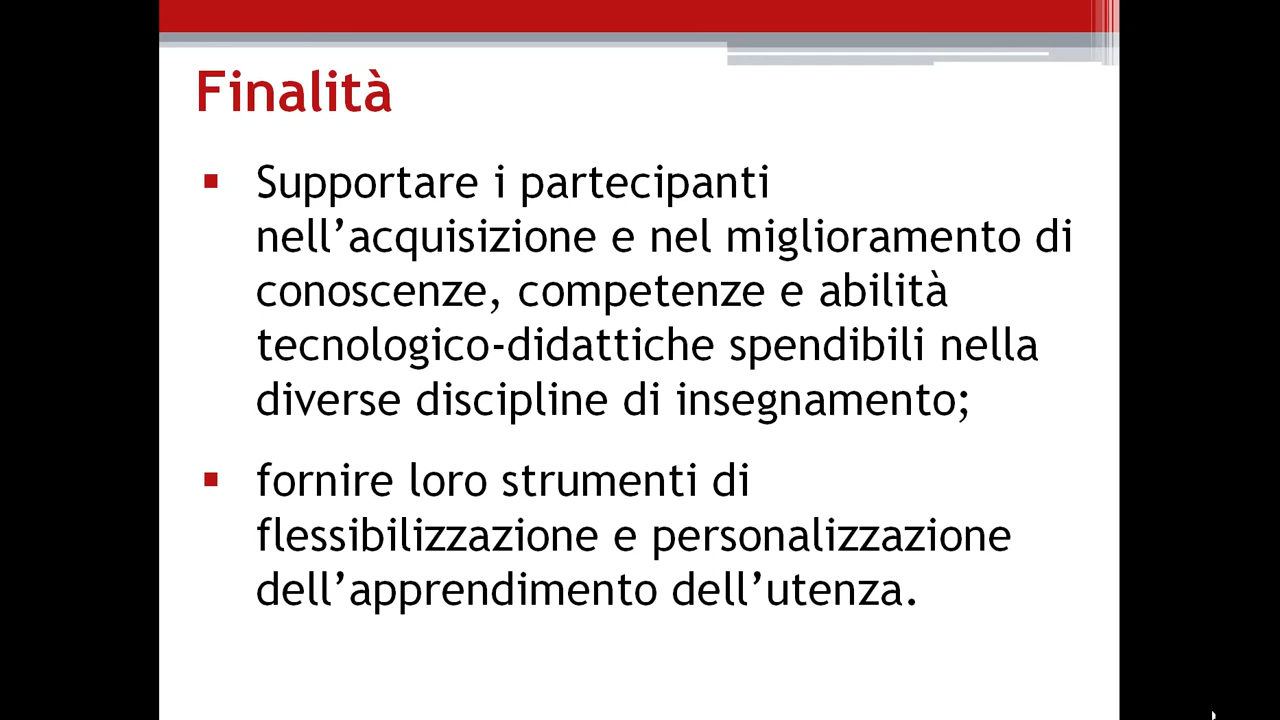 Finalità
Supportare i partecipanti
nell’acquisizione e nel miglioramento di
conoscenze, competenze e abilità
tecnologico-didattiche spendibili nella
diverse discipline di insegnamento;
fornire loro strumenti di
flessibilizzazione e personalizzazione
dell’apprendimento dell’utenza.